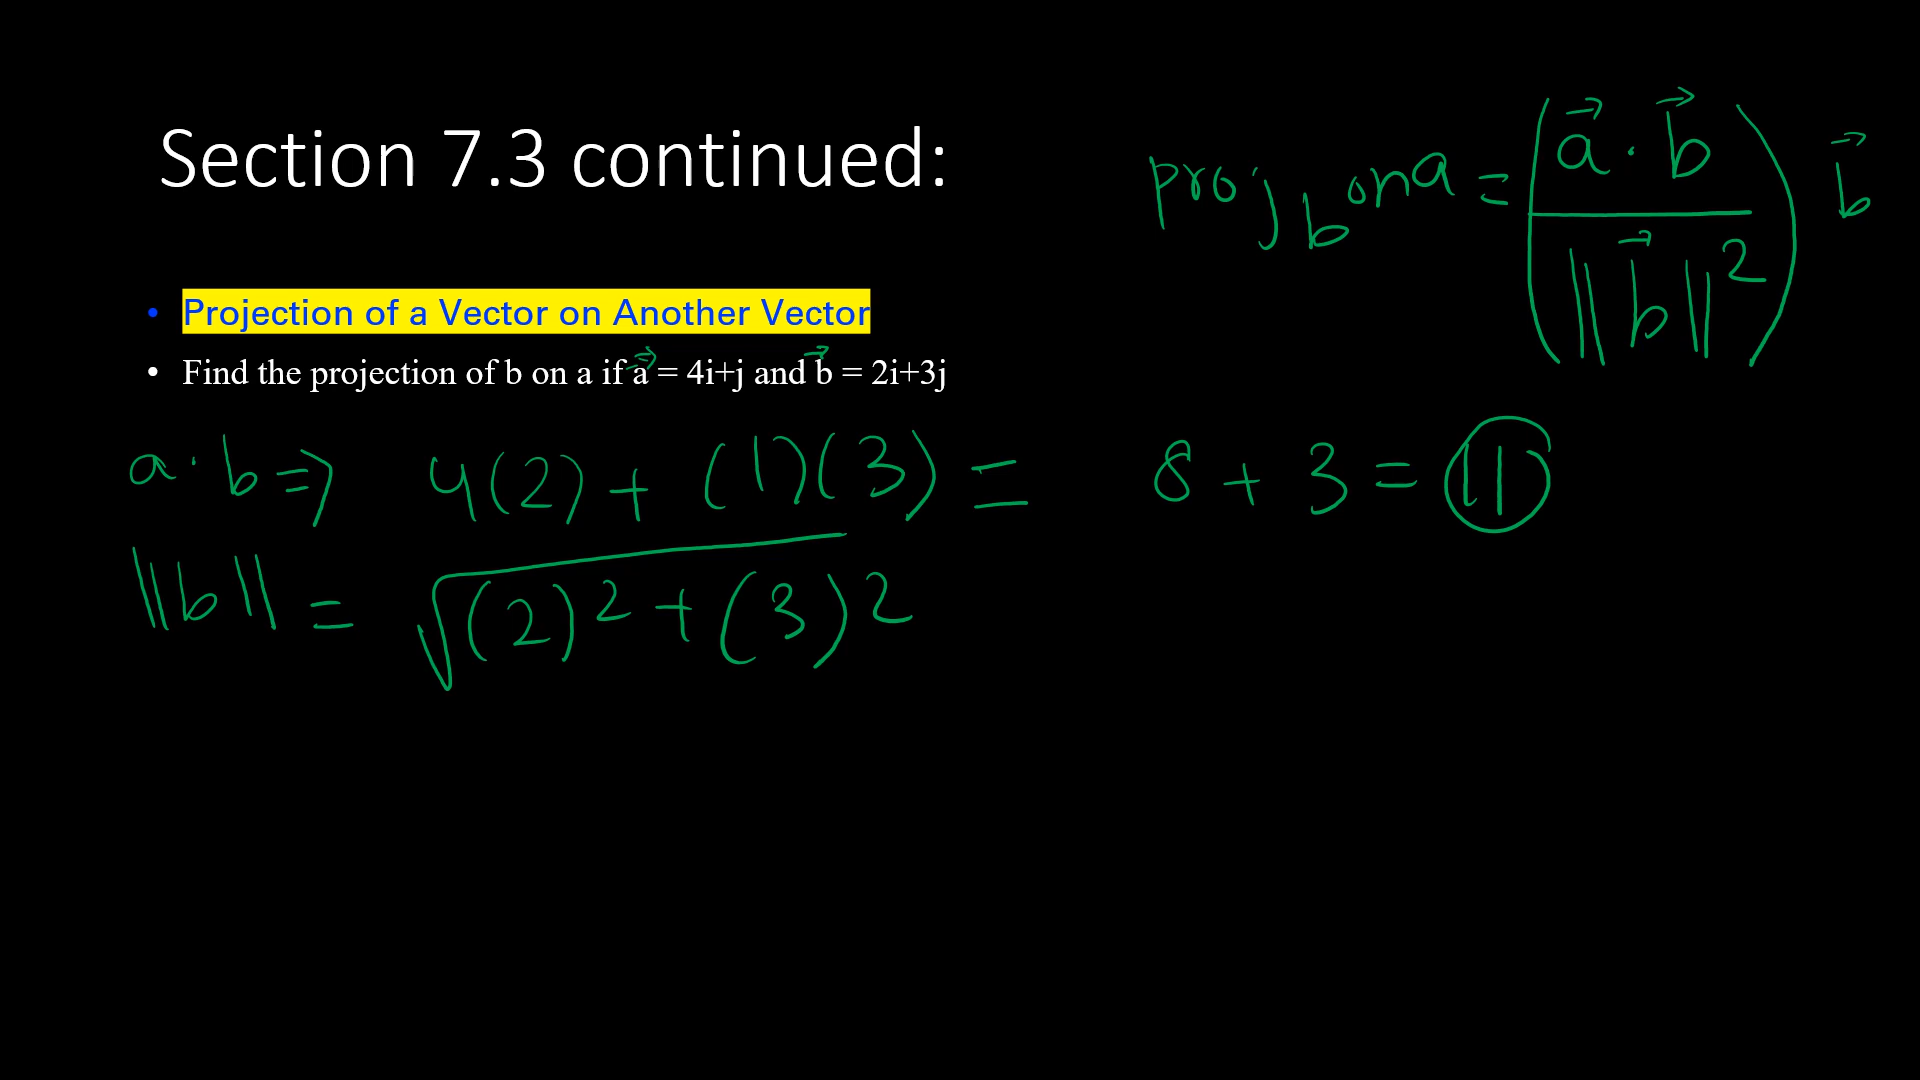 Section 7.3 continued:
proj_b on a = (a⃗ · b⃗ / ||b⃗||²) b⃗
• Projection of a Vector on Another Vector
• Find the projection of b on a if a⃗ = 4i+j and b⃗ = 2i+3j
a · b ⇒ 4(2) + (1)(3) = 8 + 3 = 11
||b|| = √(2)² + (3)²